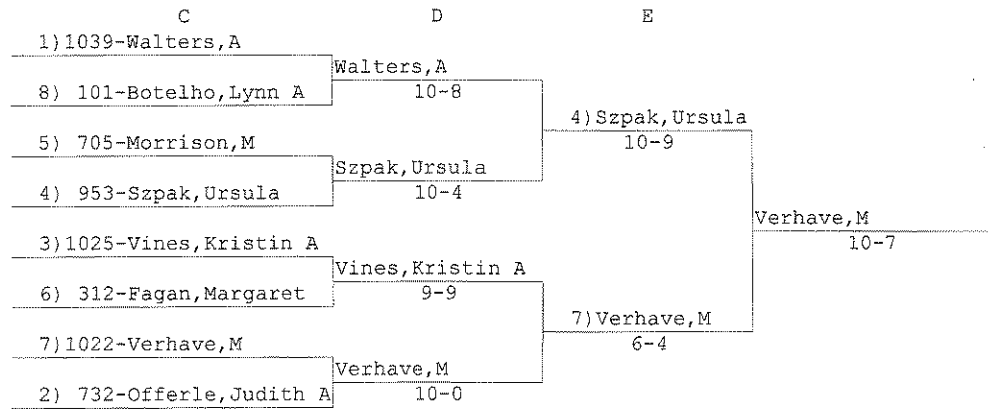 C D E
1)1039-Walters,A
Walters,A
8) 101-Botelho,Lynn A
10-8
4)Szpak,Ursula
5) 705-Morrison,M
10-9
Szpak,Ursula
4) 953-Szpak,Ursula
10-4
Verhave,M
3)1025-Vines,Kristin A
10-7
Vines,Kristin A
6) 312-Fagan,Margaret
9-9
7)Verhave,M
7)1022-Verhave,M
6-4
Verhave,M
2) 732-Offerle,Judith A
10-0